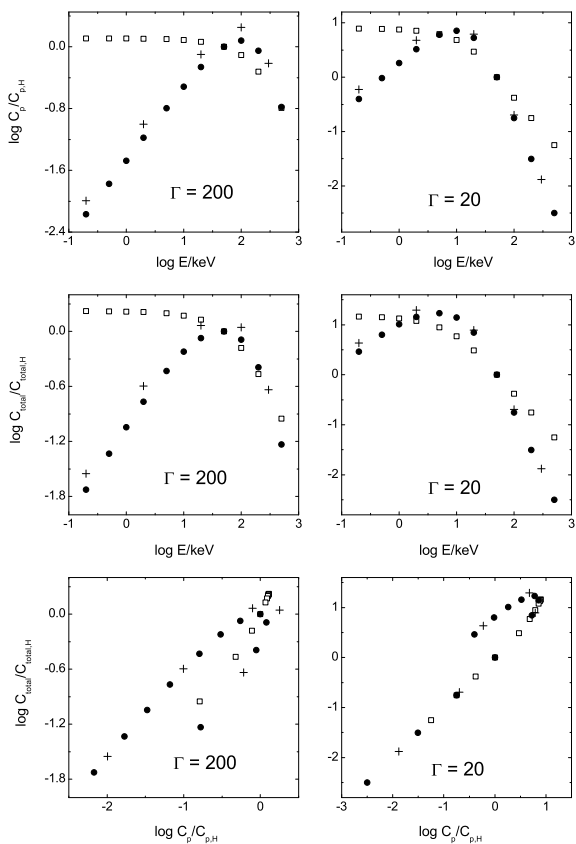 log C_p/C_p,H
0.0
-0.8
-1.6
-2.4
Γ = 200
-1 0 1 2 3
log E/keV
1
0
-1
-2
Γ = 20
-1 0 1 2 3
log E/keV
log C_total/C_total,H
0.0
-0.6
-1.2
-1.8
Γ = 200
-1 0 1 2 3
log E/keV
1
0
-1
-2
Γ = 20
-1 0 1 2 3
log E/keV
log C_total/C_total,H
0.0
-0.6
-1.2
-1.8
Γ = 200
-2 -1 0
log C_p/C_p,H
1
0
-1
-2
Γ = 20
-3 -2 -1 0 1
log C_p/C_p,H